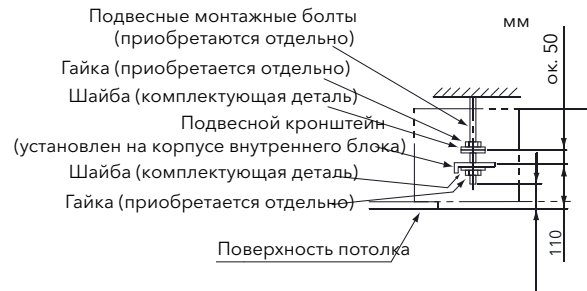 Подвесные монтажные болты
(приобретаются отдельно)
мм
Гайка (приобретается отдельно)
ок. 50
Шайба (комплектующая деталь)
Подвесной кронштейн
(установлен на корпусе внутреннего блока)
Шайба (комплектующая деталь)
Гайка (приобретается отдельно)
110
Поверхность потолка